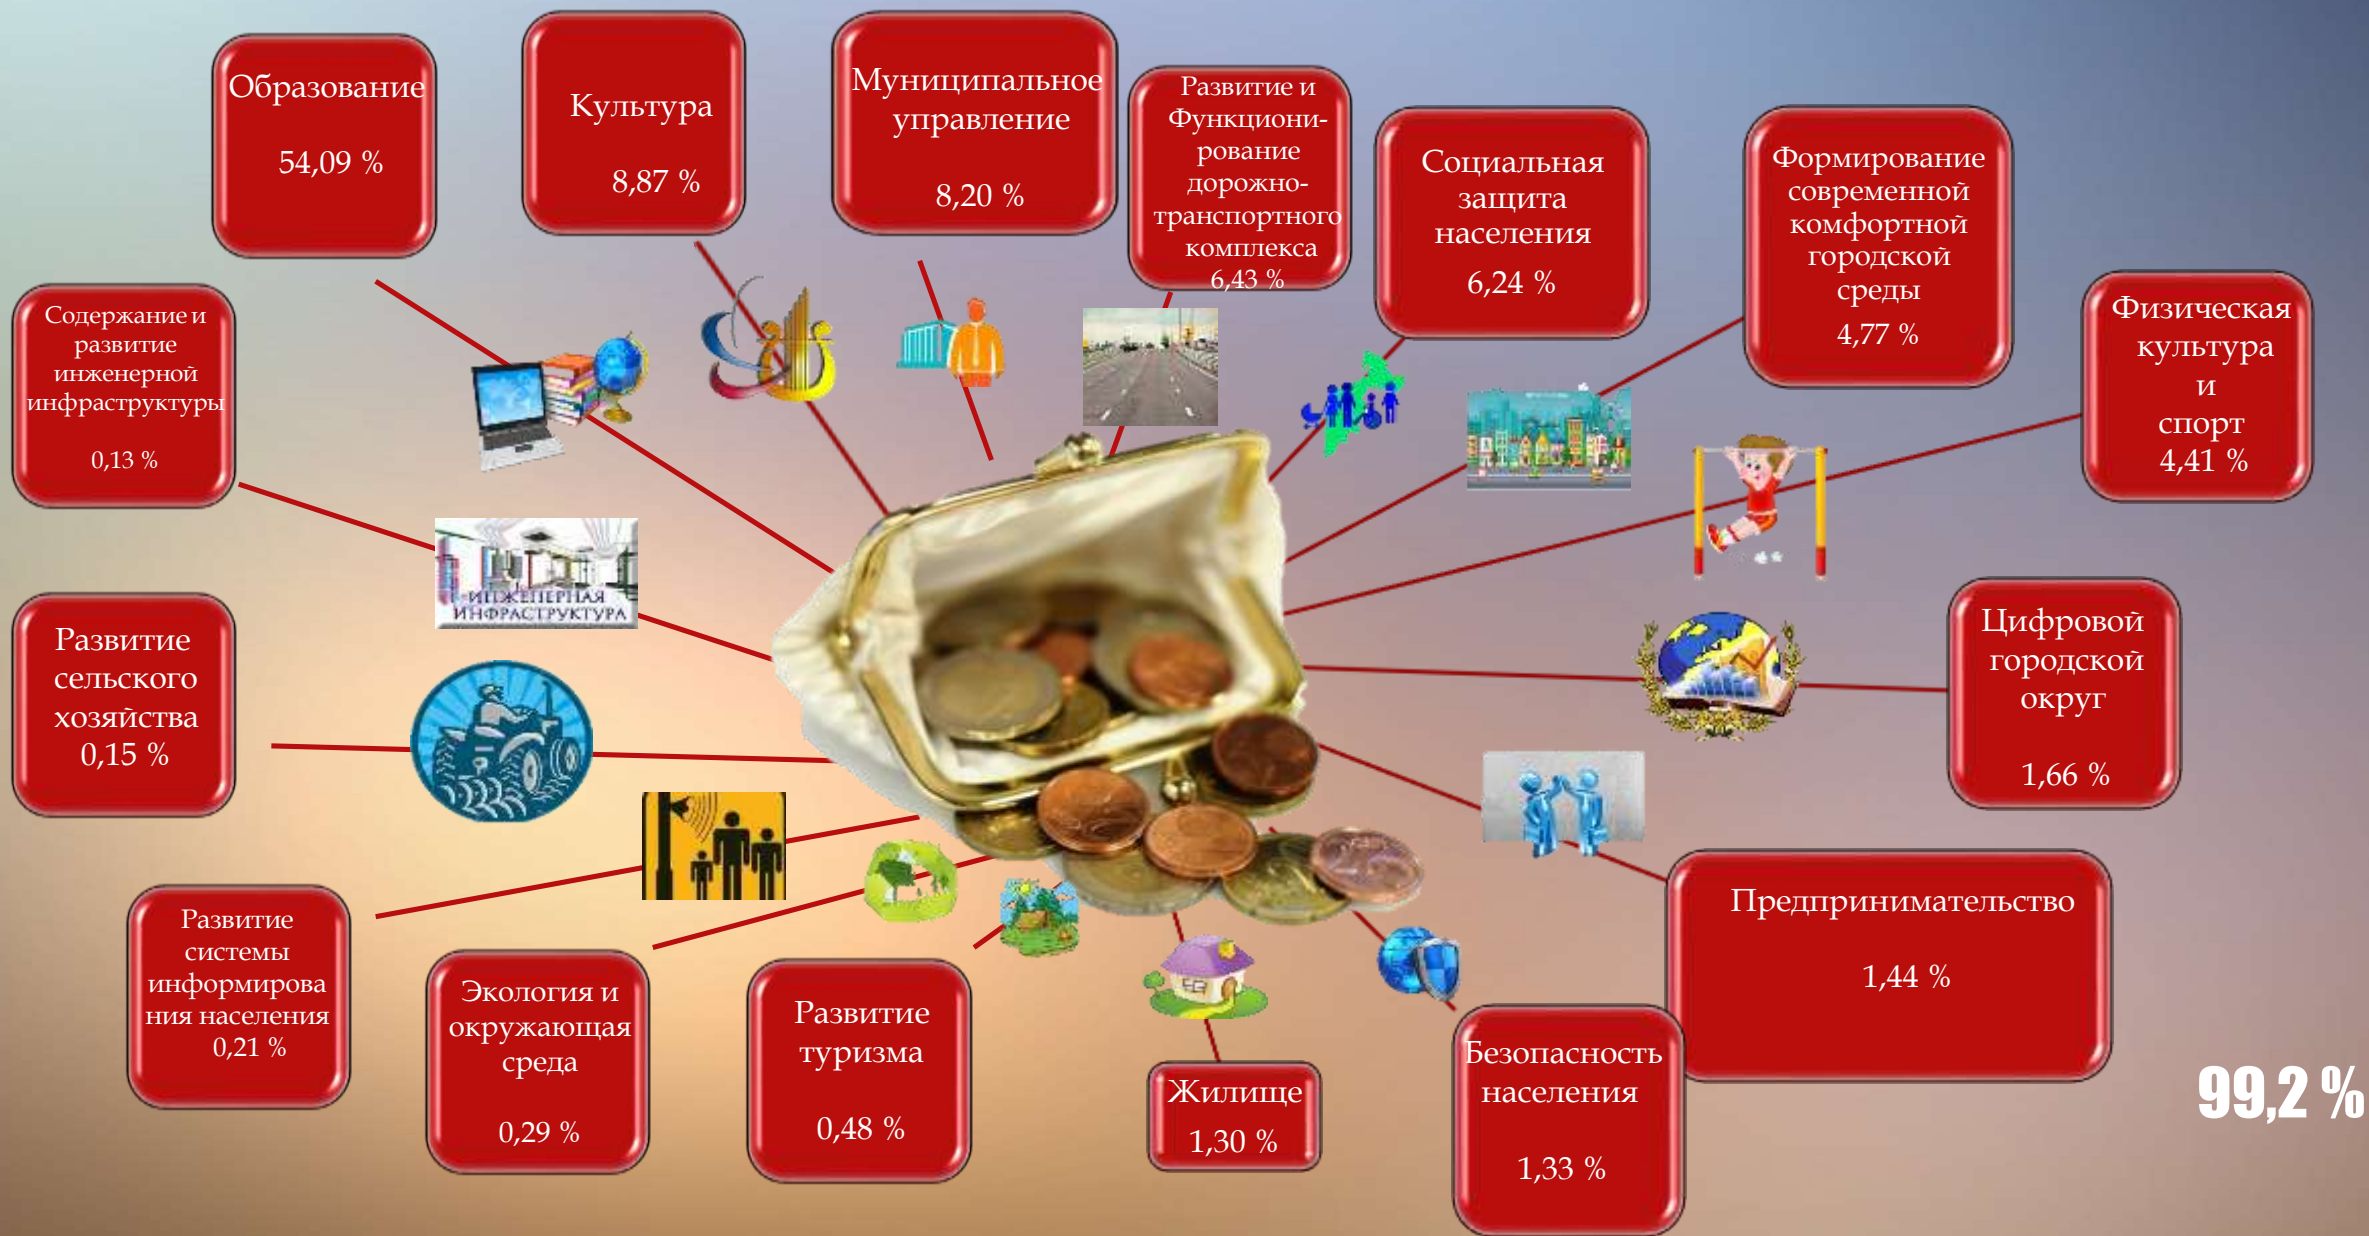 Образование
54,09 %
Культура
8,87 %
Муниципальное
управление
8,20 %
Развитие и
Функциони-
рование
дорожно-
транспортного
комплекса
6,43 %
Социальная
защита
населения
6,24 %
Формирование
современной
комфортной
городской
среды
4,77 %
Физическая
культура
и
спорт
4,41 %
Содержание и
развитие
инженерной
инфраструктуры
0,13 %
ИНЖЕНЕРНАЯ
ИНФРАСТРУКТУРА
Развитие
сельского
хозяйства
0,15 %
Цифровой
городской
округ
1,66 %
Предпринимательство
1,44 %
Развитие
системы
информирова
ния населения
0,21 %
Экология и
окружающая
среда
0,29 %
Развитие
туризма
0,48 %
Жилище
1,30 %
Безопасность
населения
1,33 %
99,2 %